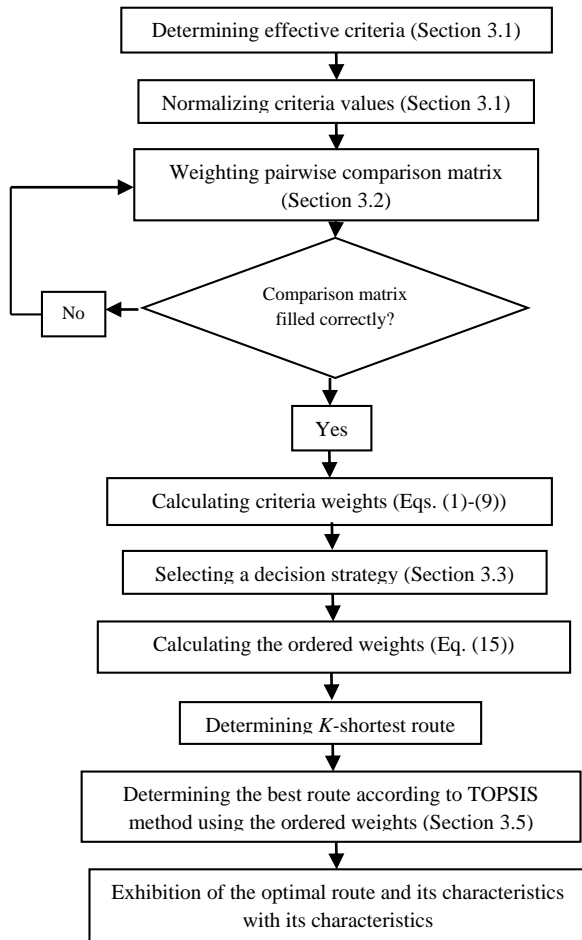 Determining effective criteria (Section 3.1)
Normalizing criteria values (Section 3.1)
Weighting pairwise comparison matrix
(Section 3.2)
Comparison matrix
filled correctly?
No
Yes
Calculating criteria weights (Eqs. (1)-(9))
Selecting a decision strategy (Section 3.3)
Calculating the ordered weights (Eq. (15))
Determining K-shortest route
Determining the best route according to TOPSIS
method using the ordered weights (Section 3.5)
Exhibition of the optimal route and its characteristics
with its characteristics